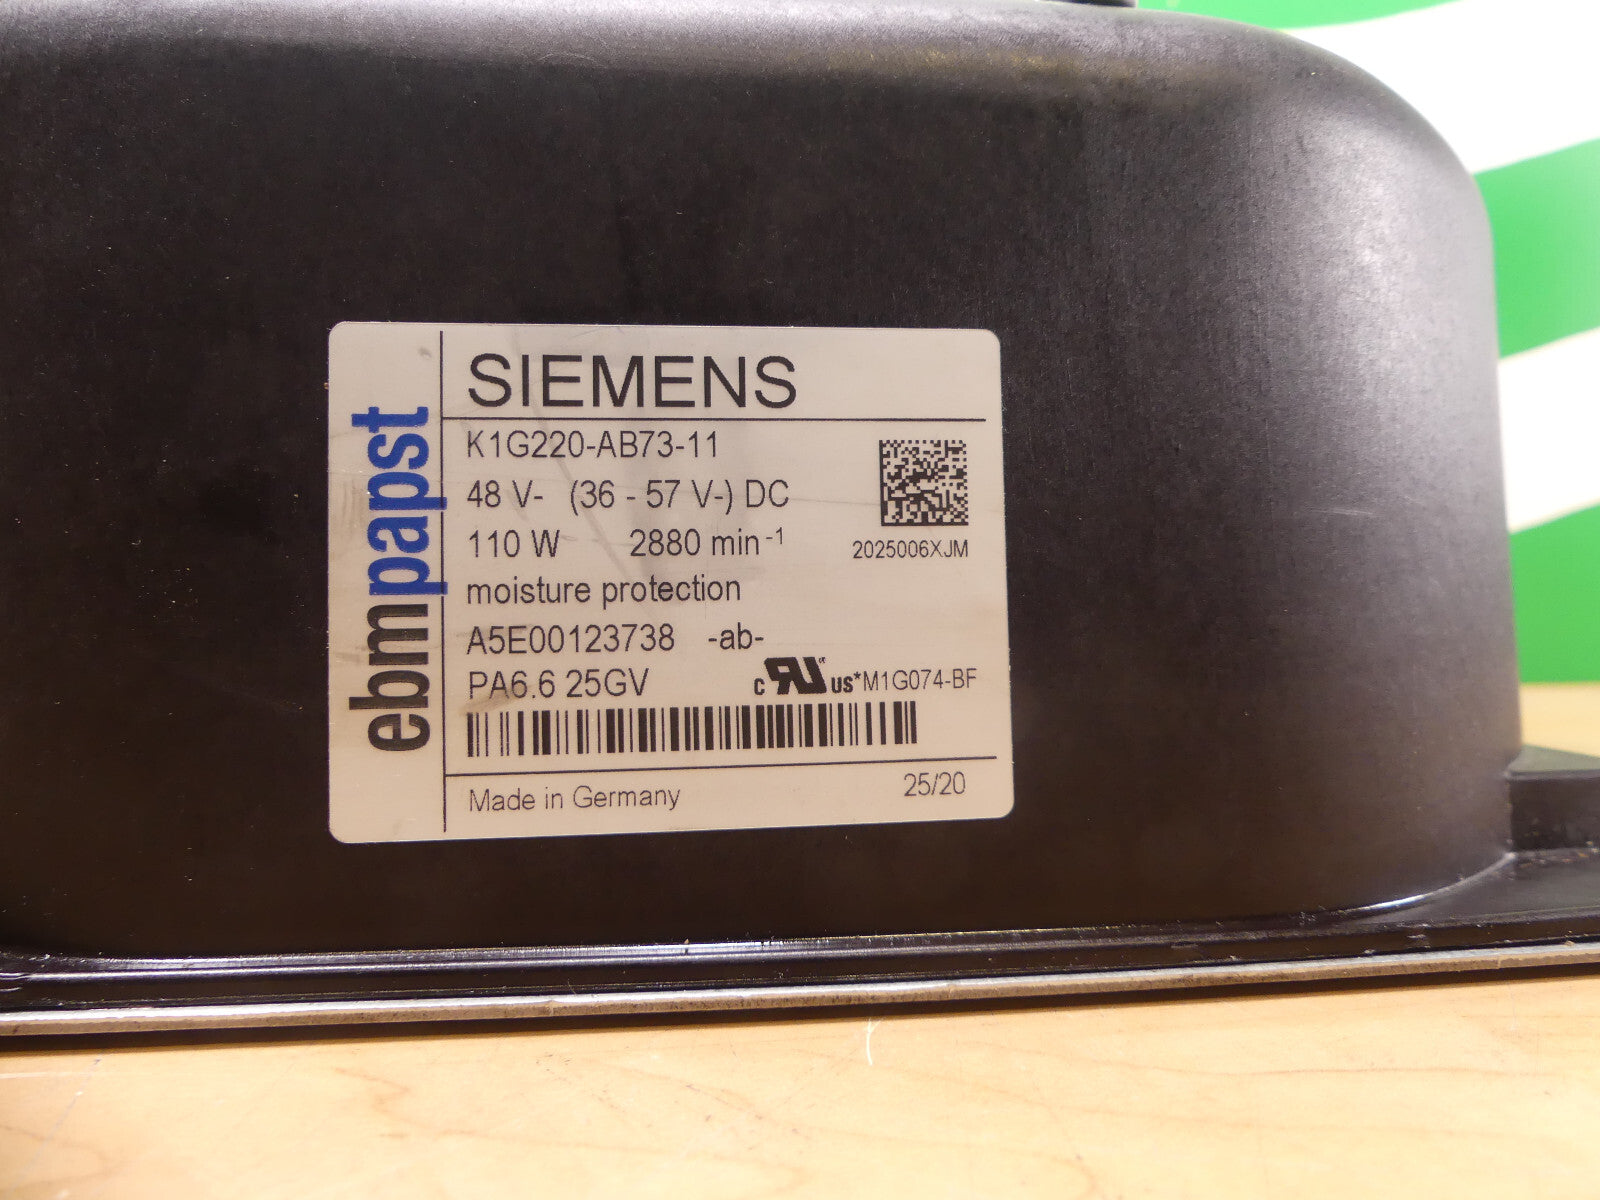 ebmpapst
SIEMENS
K1G220-AB73-11
48 V- (36 - 57 V-) DC
110 W 2880 min-1
2025006XJM
moisture protection
A5E00123738 -ab-
PA6.6 25GV
c RU® US *M1G074-BF
Made in Germany 25/20